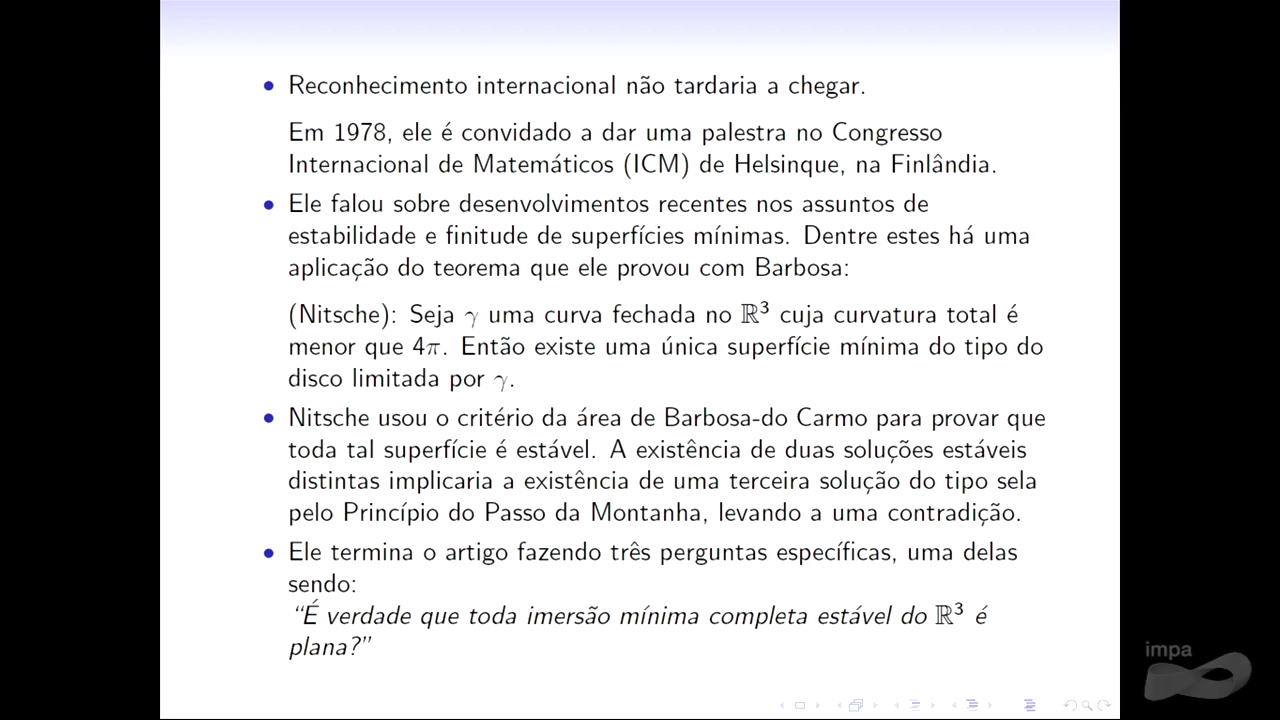 • Reconhecimento internacional não tardaria a chegar.
Em 1978, ele é convidado a dar uma palestra no Congresso
Internacional de Matemáticos (ICM) de Helsinque, na Finlândia.
• Ele falou sobre desenvolvimentos recentes nos assuntos de
estabilidade e finitude de superfícies mínimas. Dentre estes há uma
aplicação do teorema que ele provou com Barbosa:
(Nitsche): Seja γ uma curva fechada no ℝ³ cuja curvatura total é
menor que 4π. Então existe uma única superfície mínima do tipo do
disco limitada por γ.
• Nitsche usou o critério da área de Barbosa-do Carmo para provar que
toda tal superfície é estável. A existência de duas soluções estáveis
distintas implicaria a existência de uma terceira solução do tipo sela
pelo Princípio do Passo da Montanha, levando a uma contradição.
• Ele termina o artigo fazendo três perguntas específicas, uma delas
sendo:
“É verdade que toda imersão mínima completa estável do ℝ³ é
plana?”
impa